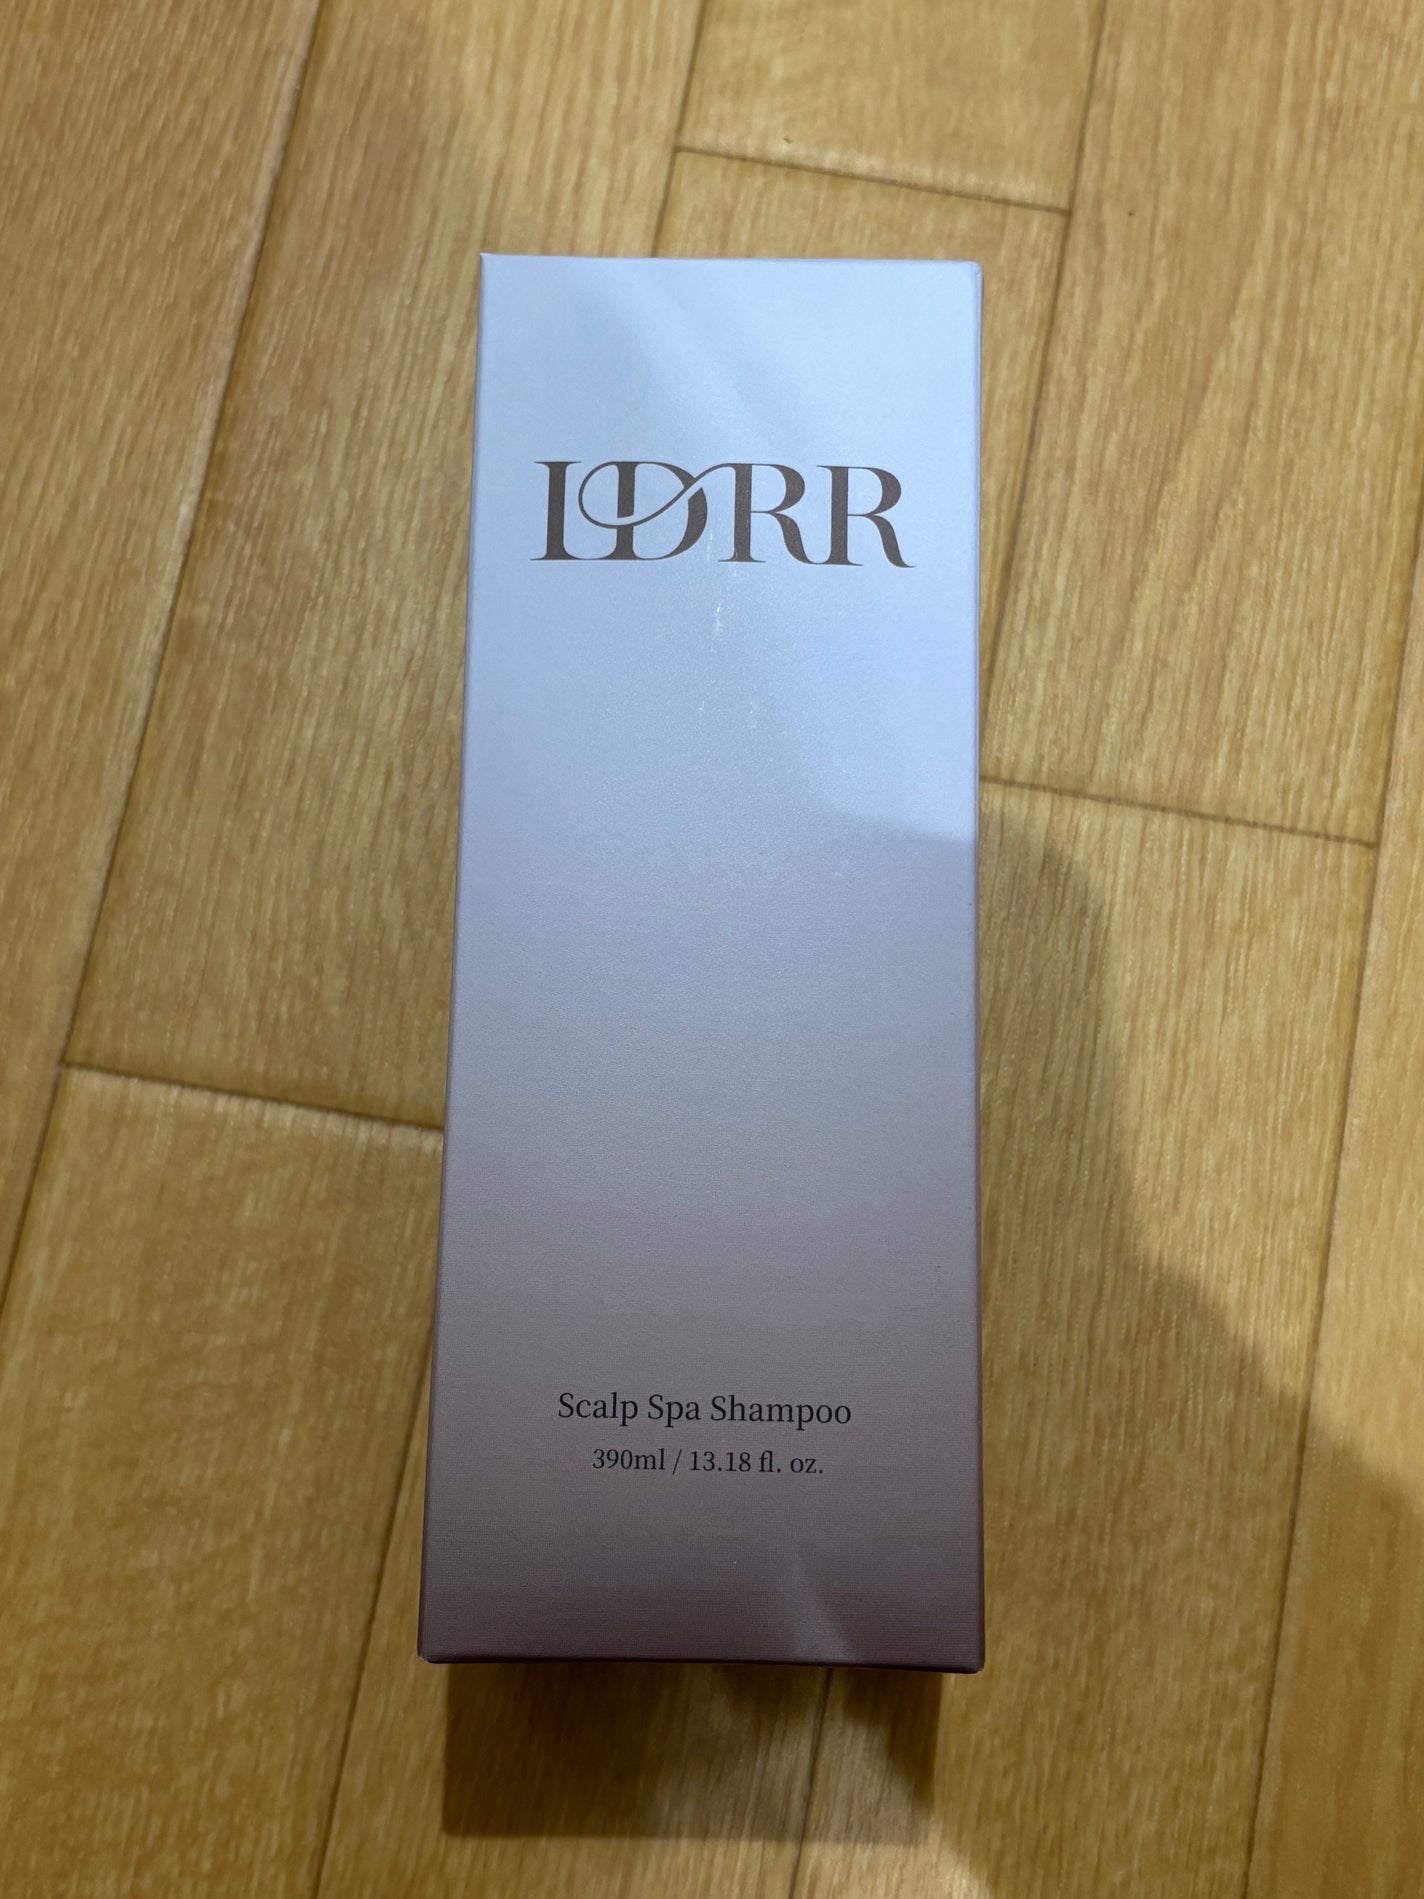 LDRR
Scalp Spa Shampoo
390ml / 13.18 fl. oz.